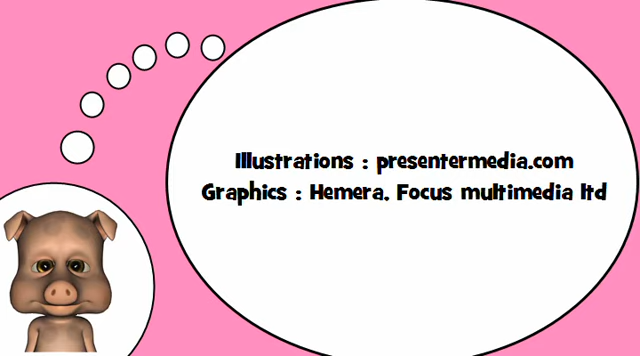 Illustrations : presentermedia.com
Graphics : Hemera. Focus multimedia ltd